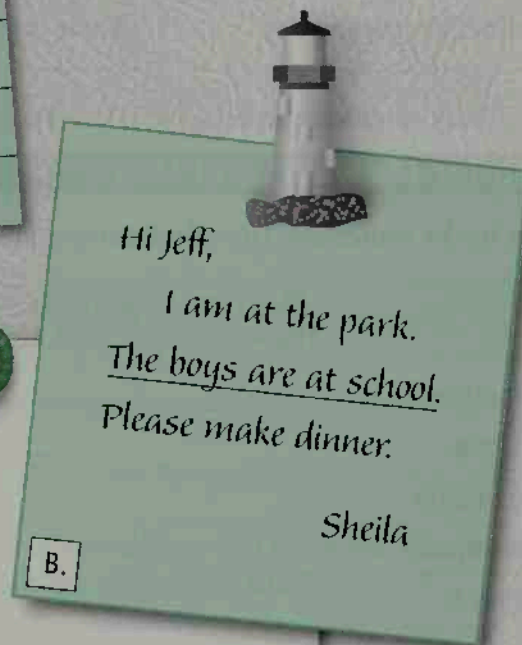 Hi Jeff,
I am at the park.
The boys are at school.
Please make dinner.
Sheila
B.